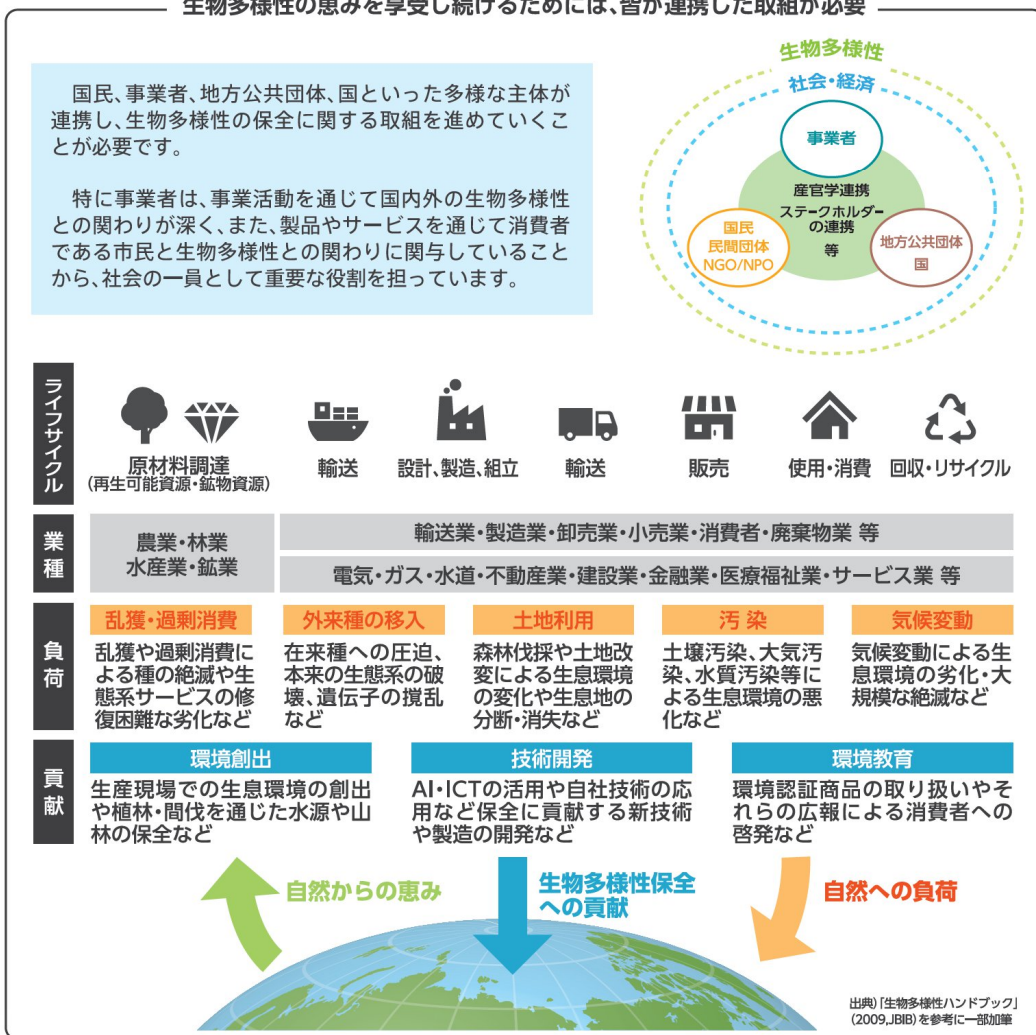 生物多様性の恵みを享受し続けるためには、皆が連携した取組が必要
国民、事業者、地方公共団体、国といった多様な主体が
連携し、生物多様性の保全に関する取組を進めていくこ
とが必要です。
特に事業者は、事業活動を通じて国内外の生物多様性
との関わりが深く、また、製品やサービスを通じて消費者
である市民と生物多様性との関わりに関与していること
から、社会の一員として重要な役割を担っています。
生物多様性
社会・経済
事業者
産官学連携
ステークホルダー
の連携
等
国民
民間団体
NGO/NPO
地方公共団体
国
ライフサイクル
原材料調達
(再生可能資源・鉱物資源)
輸送
設計、製造、組立
輸送
販売
使用・消費
回収・リサイクル
業種
農業・林業
水産業・鉱業
輸送業・製造業・卸売業・小売業・消費者・廃棄物業 等
電気・ガス・水道・不動産業・建設業・金融業・医療福祉業・サービス業 等
負荷
乱獲・過剰消費
乱獲や過剰消費によ
る種の絶滅や生
態系サービスの修
復困難な劣化など
外来種の移入
在来種への圧迫、
本来の生態系の破
壊、遺伝子の撹乱
など
土地利用
森林伐採や土地改
変による生息環境
の変化や生息地の
分断・消失など
汚 染
土壌汚染、大気汚
染、水質汚染等に
よる生息環境の悪
化など
気候変動
気候変動による生
息環境の劣化・大
規模な絶滅など
貢献
環境創出
生産現場での生息環境の創出
や植林・間伐を通じた水源や山
林の保全など
技術開発
AI・ICTの活用や自社技術の応
用など保全に貢献する新技術
や製造の開発など
環境教育
環境認証商品の取り扱いやそ
れらの広報による消費者への
啓発など
自然からの恵み
生物多様性保全
への貢献
自然への負荷
出典)「生物多様性ハンドブック」
(2009,JBIB)を参考に一部加筆